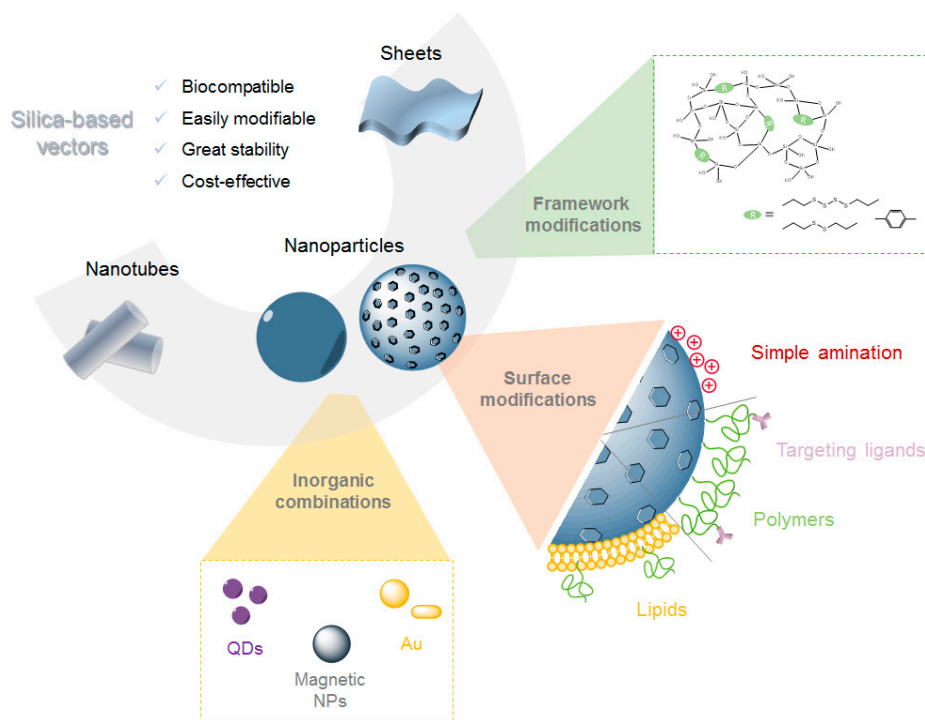 Sheets
Silica-based
vectors
✓ Biocompatible
✓ Easily modifiable
✓ Great stability
✓ Cost-effective
Framework
modifications
R =
Nanoparticles
Nanotubes
Surface
modifications
Simple amination
Targeting ligands
Polymers
Lipids
Inorganic
combinations
QDs
Au
Magnetic
NPs